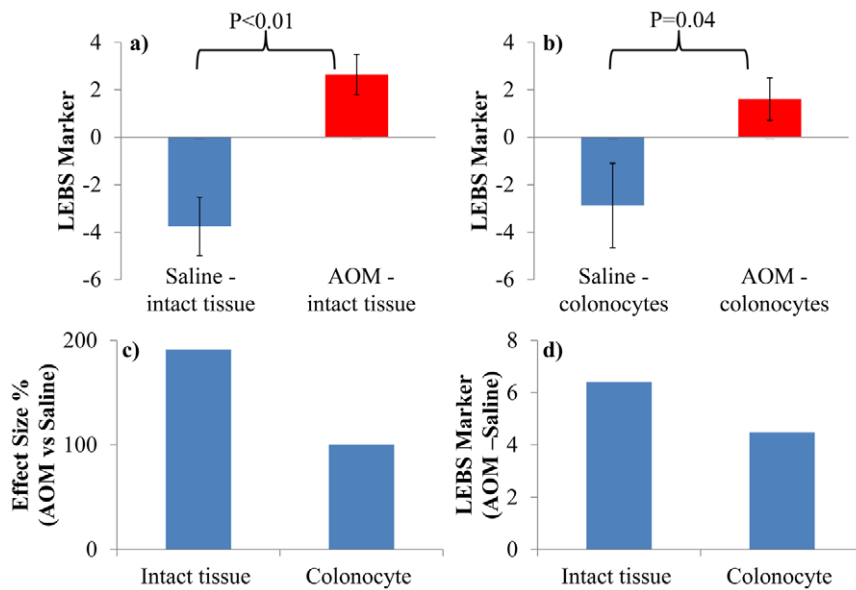 a)
P<0.01
LEBS Marker
4
2
0
-2
-4
-6
Saline -
intact tissue
AOM -
intact tissue
b)
P=0.04
LEBS Marker
4
2
0
-2
-4
-6
Saline -
colonocytes
AOM -
colonocytes
c)
Effect Size %
(AOM vs Saline)
200
100
0
Intact tissue
Colonocyte
d)
LEBS Marker
(AOM –Saline)
8
6
4
2
0
Intact tissue
Colonocyte